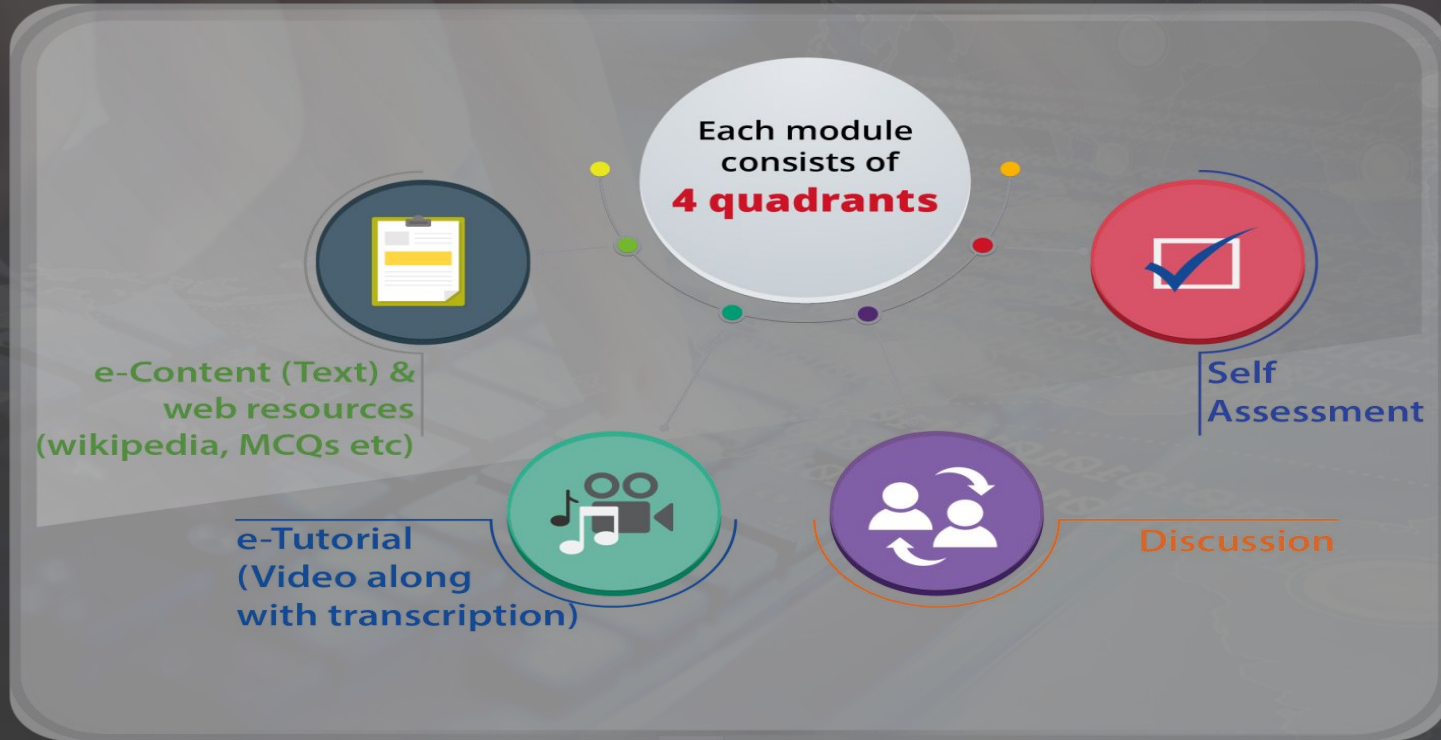 Each module
consists of
4 quadrants
e-Content (Text) &
web resources
(wikipedia, MCQs etc)
e-Tutorial
(Video along
with transcription)
Discussion
Self
Assessment